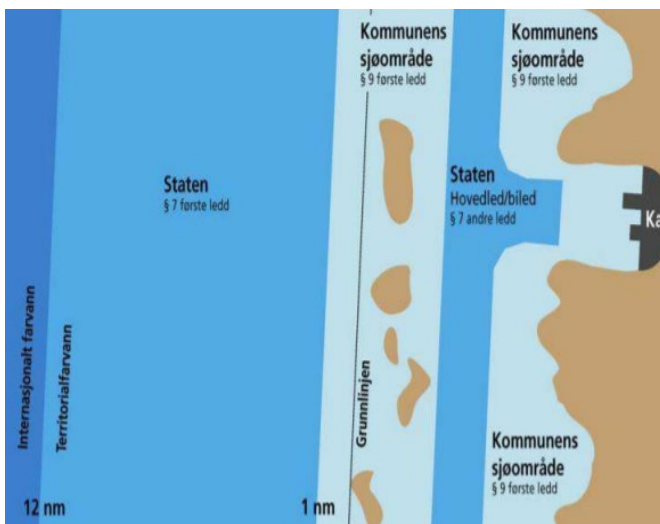 Kommunens
sjøområde
§ 9 første ledd
Kommunens
sjøområde
§ 9 første ledd
Staten
§ 7 første ledd
Staten
Hovedled/biled
§ 7 andre ledd
Ka
Internasjonalt farvann
Territorialfarvann
Grunnlinjen
Kommunens
sjøområde
§ 9 første ledd
12 nm
1 nm